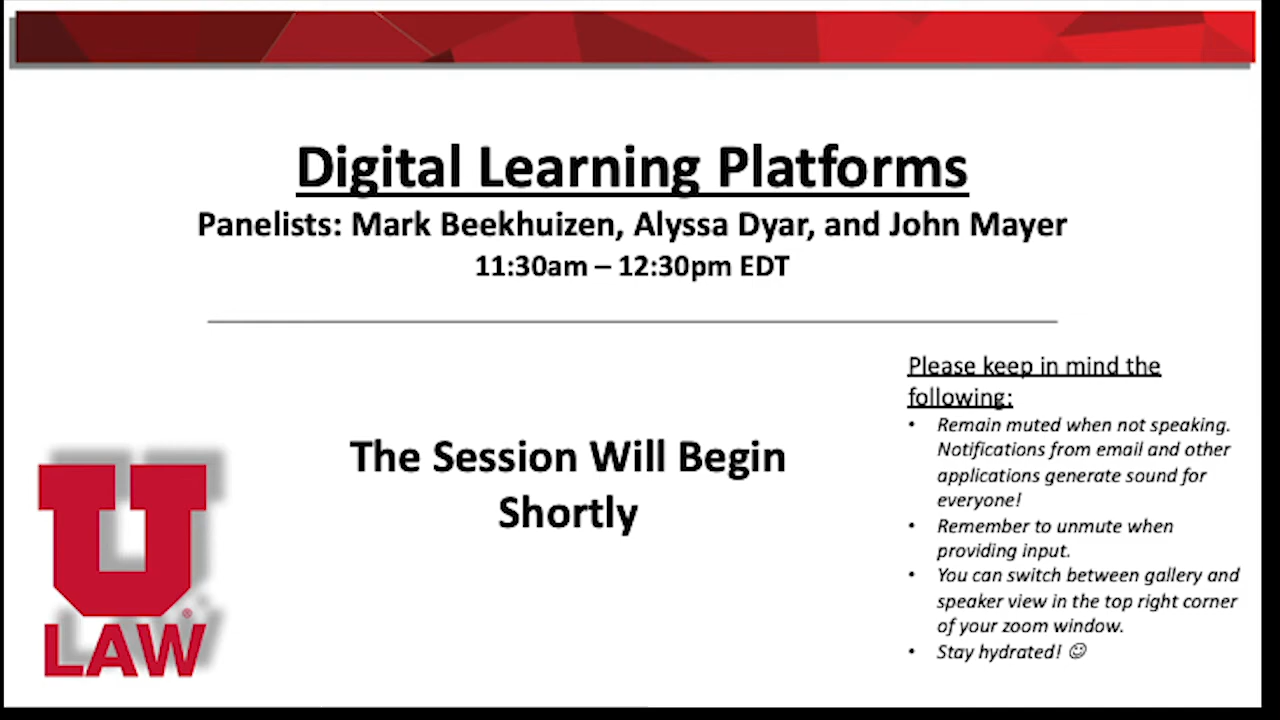 Digital Learning Platforms
Panelists: Mark Beekhuizen, Alyssa Dyar, and John Mayer
11:30am – 12:30pm EDT
The Session Will Begin
Shortly
Please keep in mind the
following:
• Remain muted when not speaking.
Notifications from email and other
applications generate sound for
everyone!
• Remember to unmute when
providing input.
• You can switch between gallery and
speaker view in the top right corner
of your zoom window.
• Stay hydrated! ☺
U
®
LAW